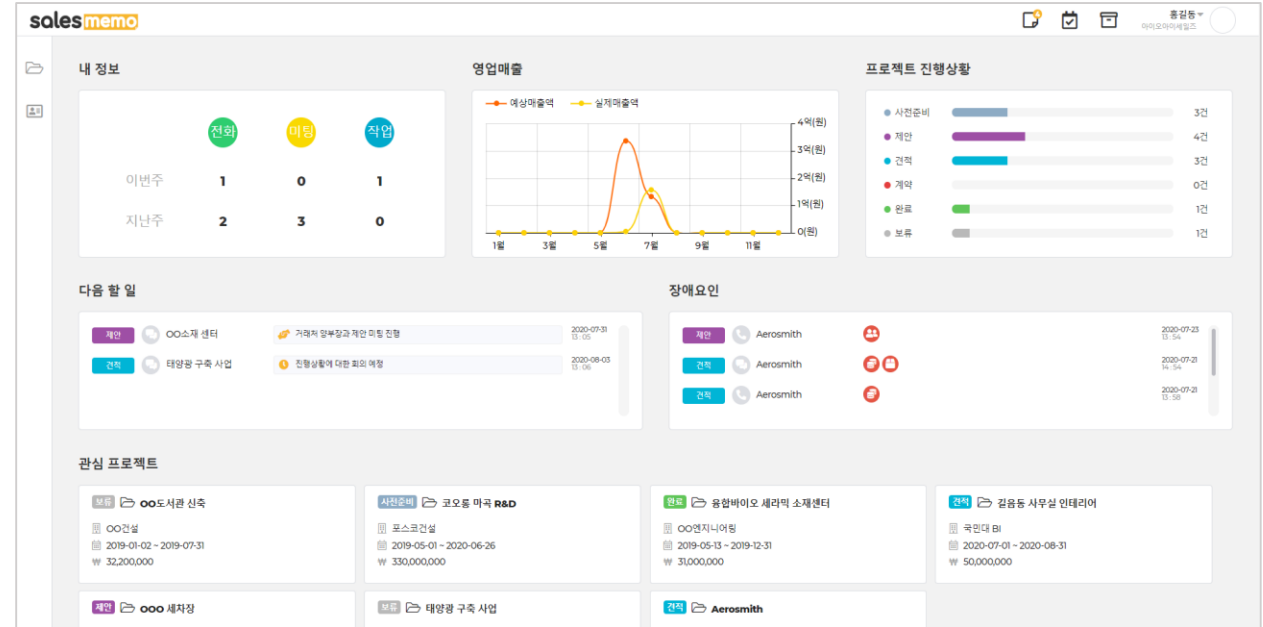 salesmemo
홍길동
아이오아이세일즈
내 정보
전화 미팅 작업
이번주 1 0 1
지난주 2 3 0
영업매출
예상매출액 실제매출액
4억(원)
3억(원)
2억(원)
1억(원)
0(원)
1월 3월 5월 7월 9월 11월
프로젝트 진행상황
사전준비 3건
제안 4건
견적 3건
계약 0건
완료 1건
보류 1건
다음 할 일
제안 OO소재 센터 거래처 양부장과 제안 미팅 진행 2020-07-31
13:05
견적 태양광 구축 사업 진행상황에 대한 회의 예정 2020-08-03
13:06
장애요인
제안 Aerosmith 2020-07-23
13:54
견적 Aerosmith 2020-07-21
14:54
견적 Aerosmith 2020-07-21
13:58
관심 프로젝트
보류 OO도서관 신축
OO건설
2019-01-02 ~ 2019-07-31
₩ 32,200,000
사전준비 코오롱 마곡 R&D
포스코건설
2019-05-01 ~ 2020-06-26
₩ 330,000,000
완료 융합바이오 세라믹 소재센터
OO엔지니어링
2019-05-13 ~ 2019-12-31
₩ 31,000,000
견적 길음동 사무실 인테리어
국민대 BI
2020-07-01 ~ 2020-08-31
₩ 50,000,000
제안 OOO 세차장
보류 태양광 구축 사업
견적 Aerosmith